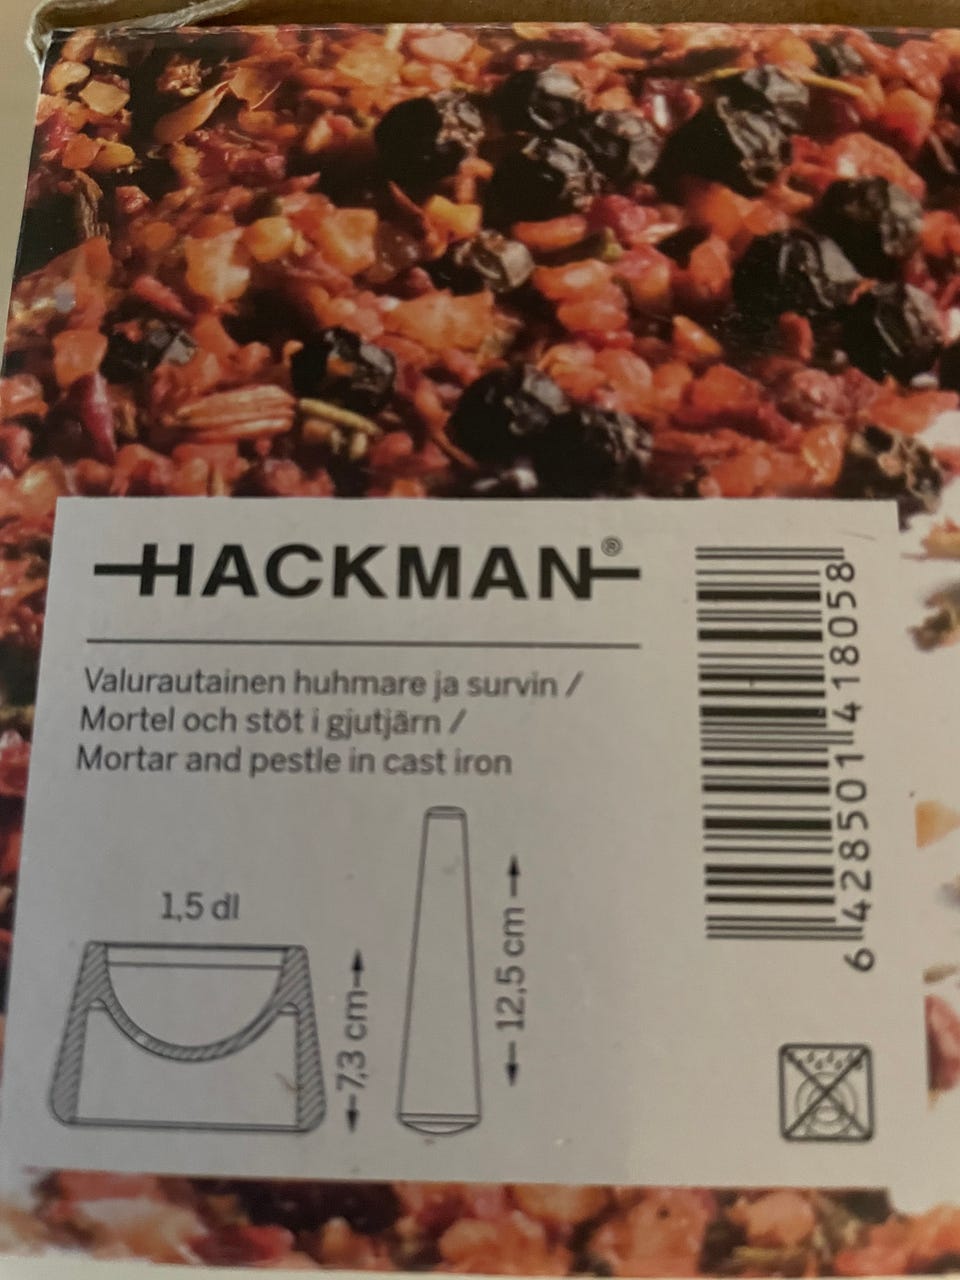 HACKMAN®
Valurautainen huhmare ja survin /
Mortel och stöt i gjutjärn /
Mortar and pestle in cast iron
1,5 dl
7,3 cm
12,5 cm
6 428501 418058